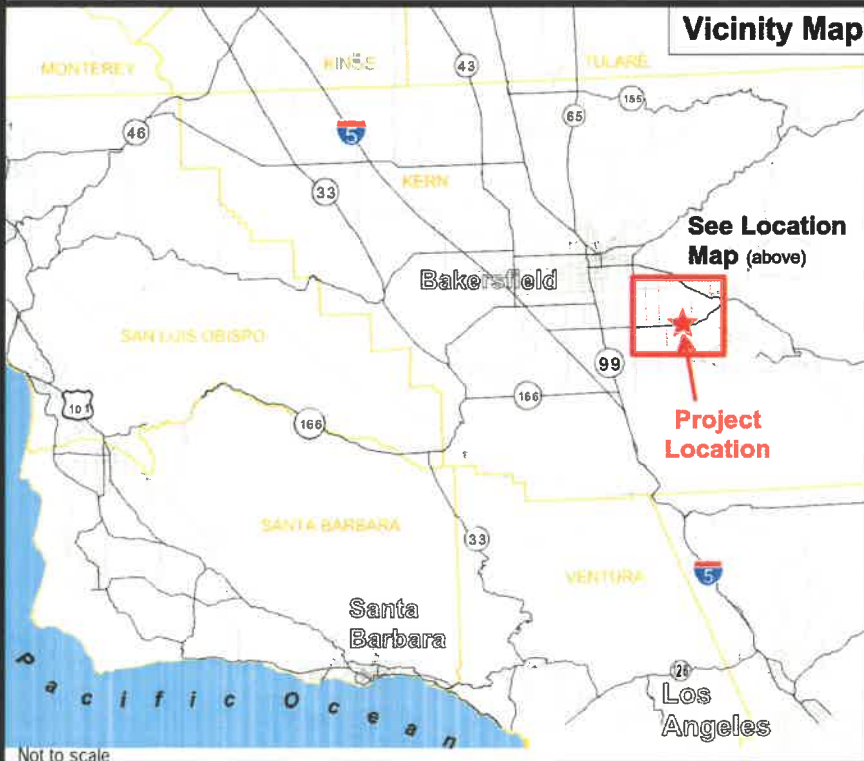 Vicinity Map
MONTEREY
KINGS
43
TULARE
46
5
65
155
33
KERN
See Location
Map (above)
Bakersfield
SAN LUIS OBISPO
99
101
166
166
Project
Location
SANTA BARBARA
33
VENTURA
5
Santa
Barbara
126
Los
Angeles
Pacific Ocean
Not to scale